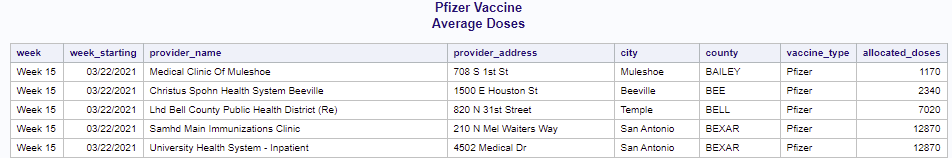 Pfizer Vaccine
Average Doses
week week_starting provider_name provider_address city county vaccine_type allocated_doses
Week 15 03/22/2021 Medical Clinic Of Muleshoe 708 S 1st St Muleshoe BAILEY Pfizer 1170
Week 15 03/22/2021 Christus Spohn Health System Beeville 1500 E Houston St Beeville BEE Pfizer 2340
Week 15 03/22/2021 Lhd Bell County Public Health District (Re) 820 N 31st Street Temple BELL Pfizer 7020
Week 15 03/22/2021 Samhd Main Immunizations Clinic 210 N Mel Waiters Way San Antonio BEXAR Pfizer 12870
Week 15 03/22/2021 University Health System - Inpatient 4502 Medical Dr San Antonio BEXAR Pfizer 12870